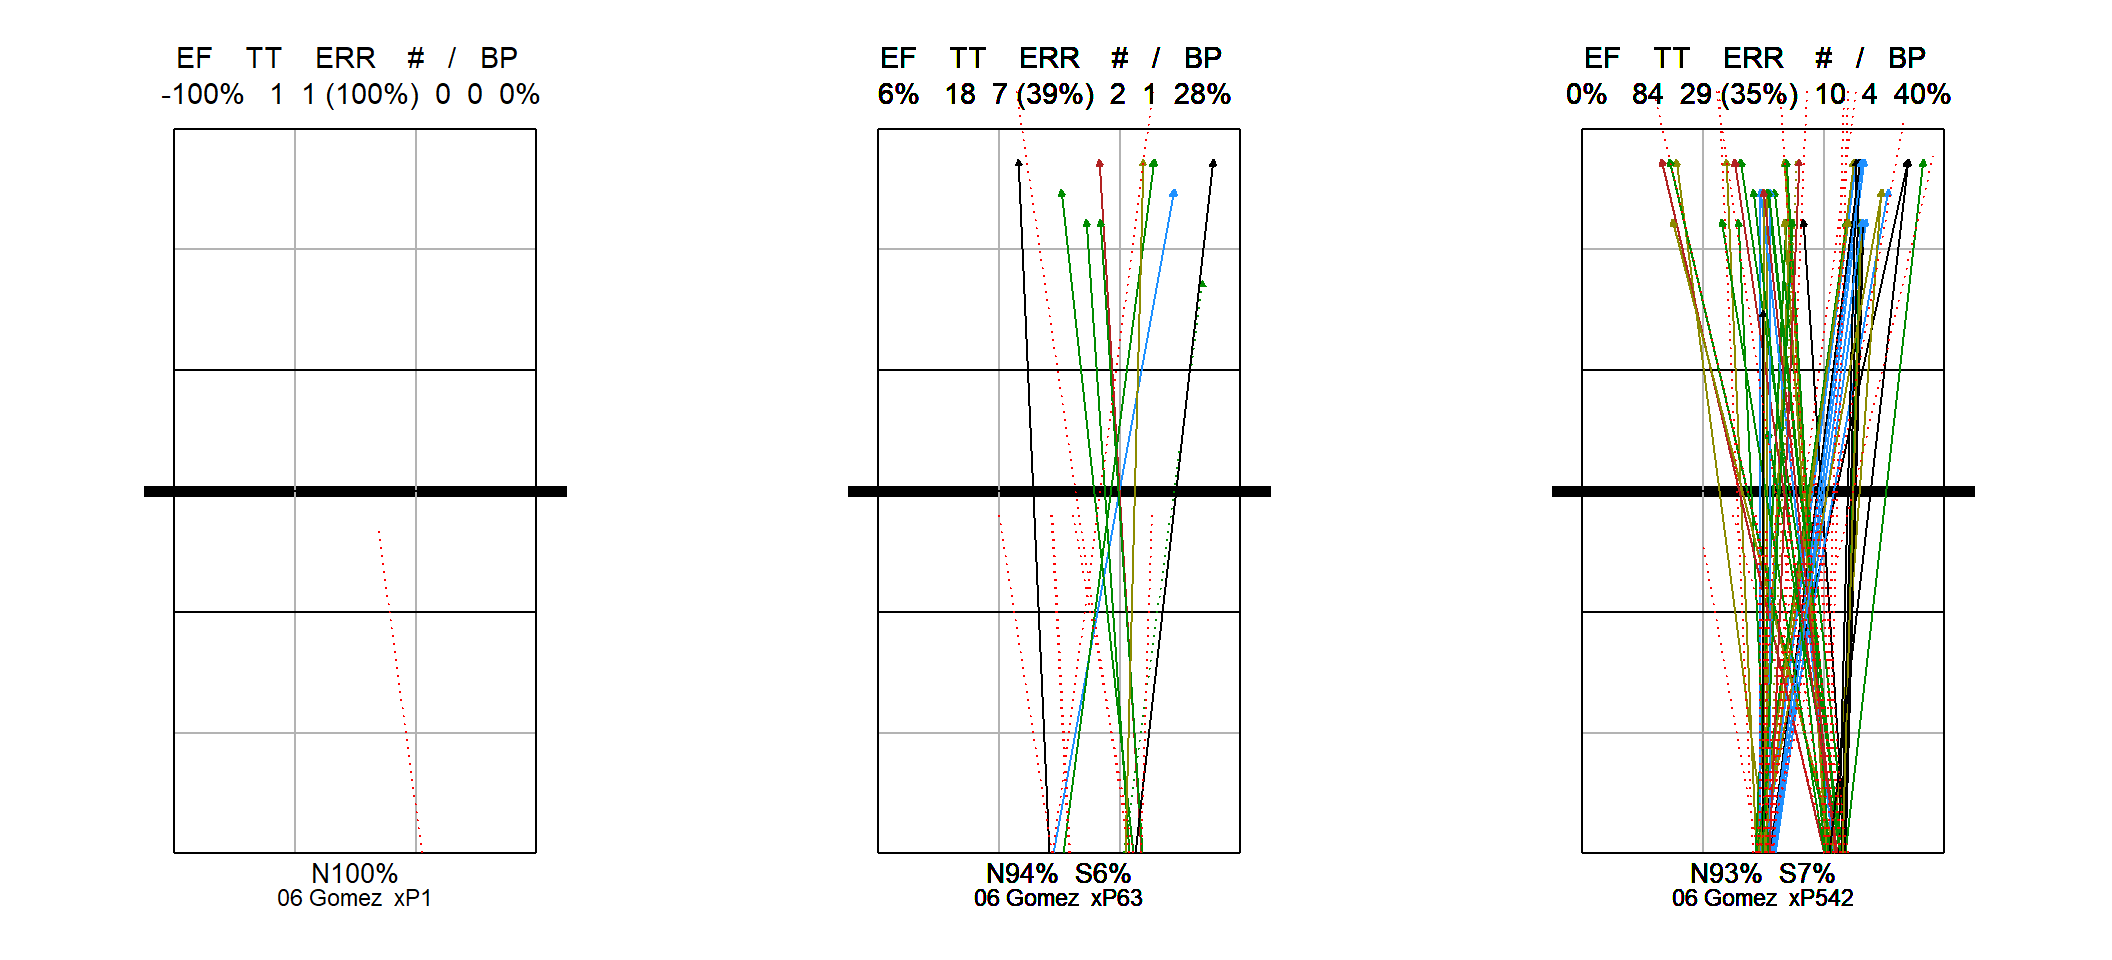 EF TT ERR # / BP
-100% 1 1 (100%) 0 0 0%
N100%
06 Gomez xP1
EF TT ERR # / BP
6% 18 7 (39%) 2 1 28%
N94% S6%
06 Gomez xP63
EF TT ERR # / BP
0% 84 29 (35%) 10 4 40%
N93% S7%
06 Gomez xP542